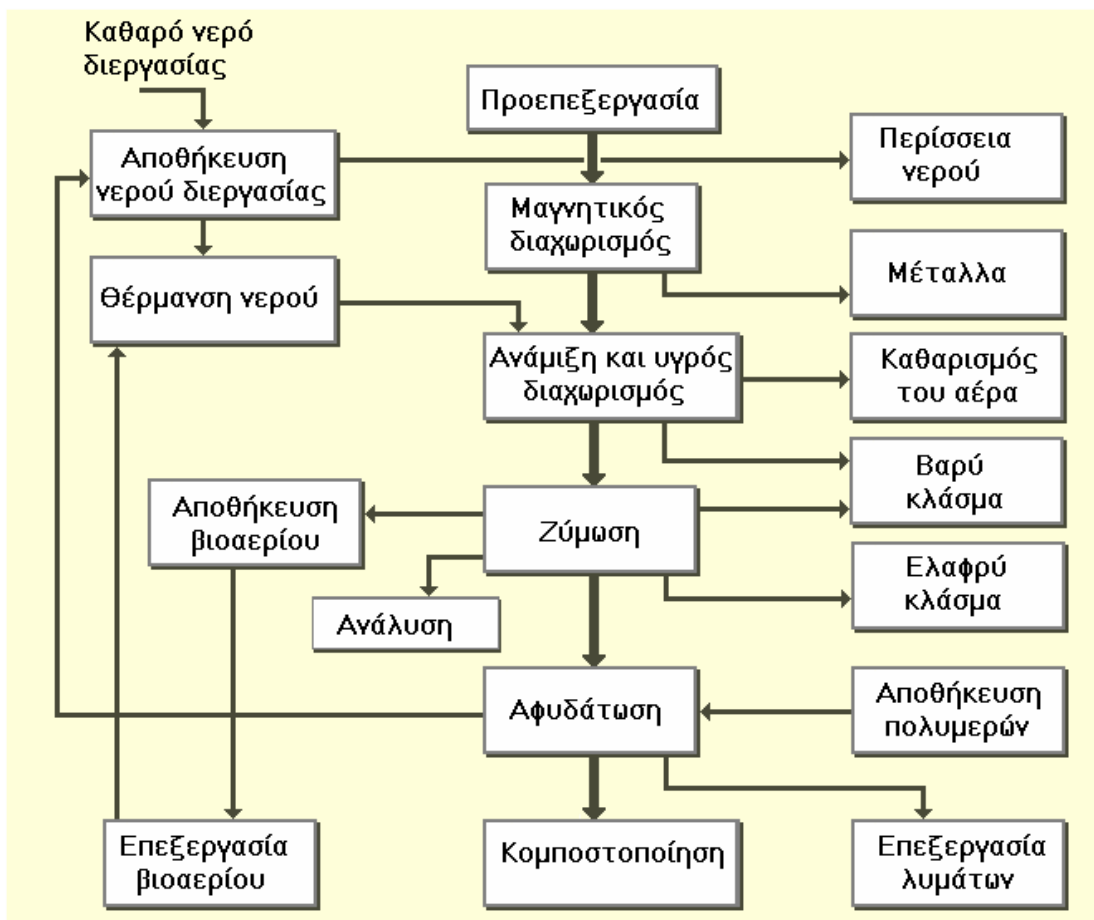 Καθαρό νερό
διεργασίας
Προεπεξεργασία
Αποθήκευση
νερού διεργασίας
Περίσσεια
νερού
Μαγνητικός
διαχωρισμός
Θέρμανση νερού
Μέταλλα
Ανάμιξη και υγρός
διαχωρισμός
Καθαρισμός
του αέρα
Βαρύ
κλάσμα
Αποθήκευση
βιοαερίου
Ζύμωση
Ελαφρύ
κλάσμα
Ανάλυση
Αφυδάτωση
Αποθήκευση
πολυμερών
Επεξεργασία
βιοαερίου
Κομποστοποίηση
Επεξεργασία
λυμάτων